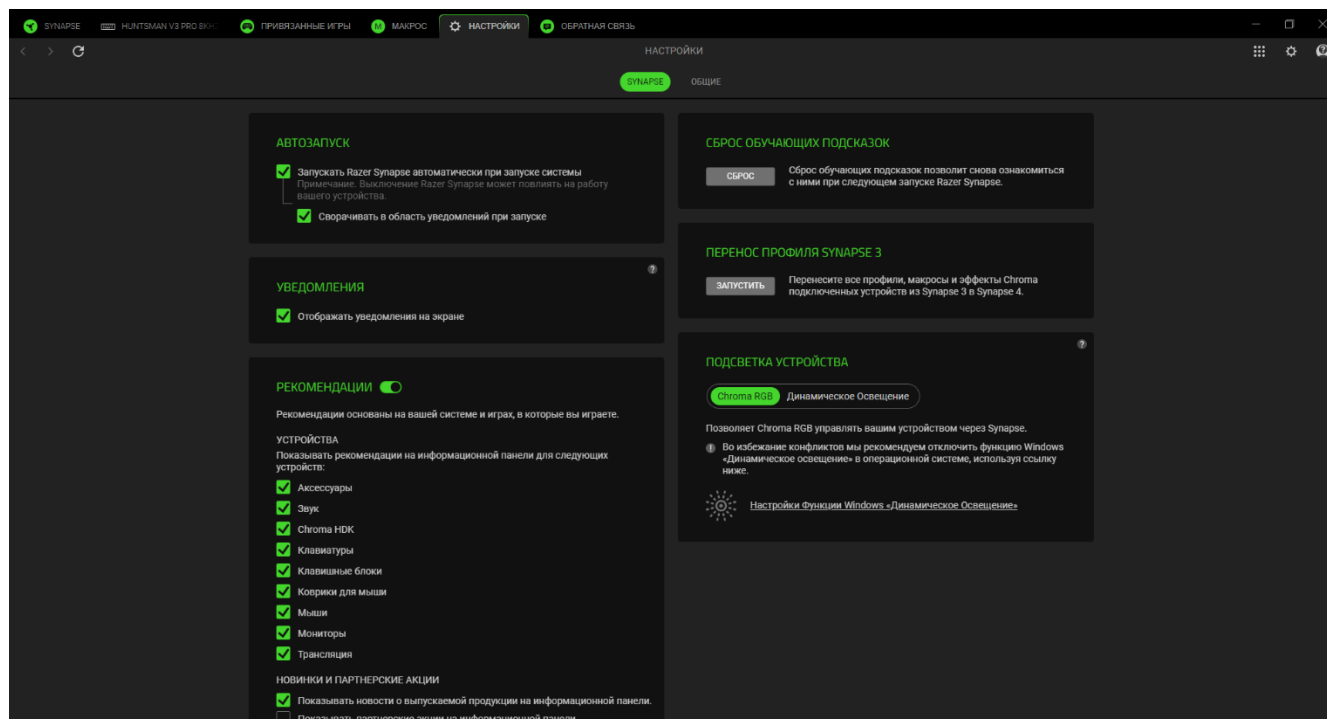 SYNAPSE
HUNTSMAN V3 PRO 8KHZ
ПРИВЯЗАННЫЕ ИГРЫ
МАКРОС
НАСТРОЙКИ
ОБРАТНАЯ СВЯЗЬ
НАСТРОЙКИ
SYNAPSE
ОБЩИЕ
АВТОЗАПУСК
Запускать Razer Synapse автоматически при запуске системы
Примечание. Выключение Razer Synapse может повлиять на работу
вашего устройства.
Сворачивать в область уведомлений при запуске
УВЕДОМЛЕНИЯ
Отображать уведомления на экране
РЕКОМЕНДАЦИИ
Рекомендации основаны на вашей системе и играх, в которые вы играете.
УСТРОЙСТВА
Показывать рекомендации на информационной панели для следующих
устройств:
Аксессуары
Звук
Chroma HDK
Клавиатуры
Клавишные блоки
Коврики для мыши
Мыши
Мониторы
Трансляция
НОВИНКИ И ПАРТНЕРСКИЕ АКЦИИ
Показывать новости о выпускаемой продукции на информационной панели.
Показывать партнерские акции на информационной панели
СБРОС ОБУЧАЮЩИХ ПОДСКАЗОК
СБРОС
Сброс обучающих подсказок позволит снова ознакомиться
с ними при следующем запуске Razer Synapse.
ПЕРЕНОС ПРОФИЛЯ SYNAPSE 3
ЗАПУСТИТЬ
Перенесите все профили, макросы и эффекты Chroma
подключенных устройств из Synapse 3 в Synapse 4.
ПОДСВЕТКА УСТРОЙСТВА
Chroma RGB
Динамическое Освещение
Позволяет Chroma RGB управлять вашим устройством через Synapse.
Во избежание конфликтов мы рекомендуем отключить функцию Windows
«Динамическое освещение» в операционной системе, используя ссылку
ниже.
Настройки Функции Windows «Динамическое Освещение»